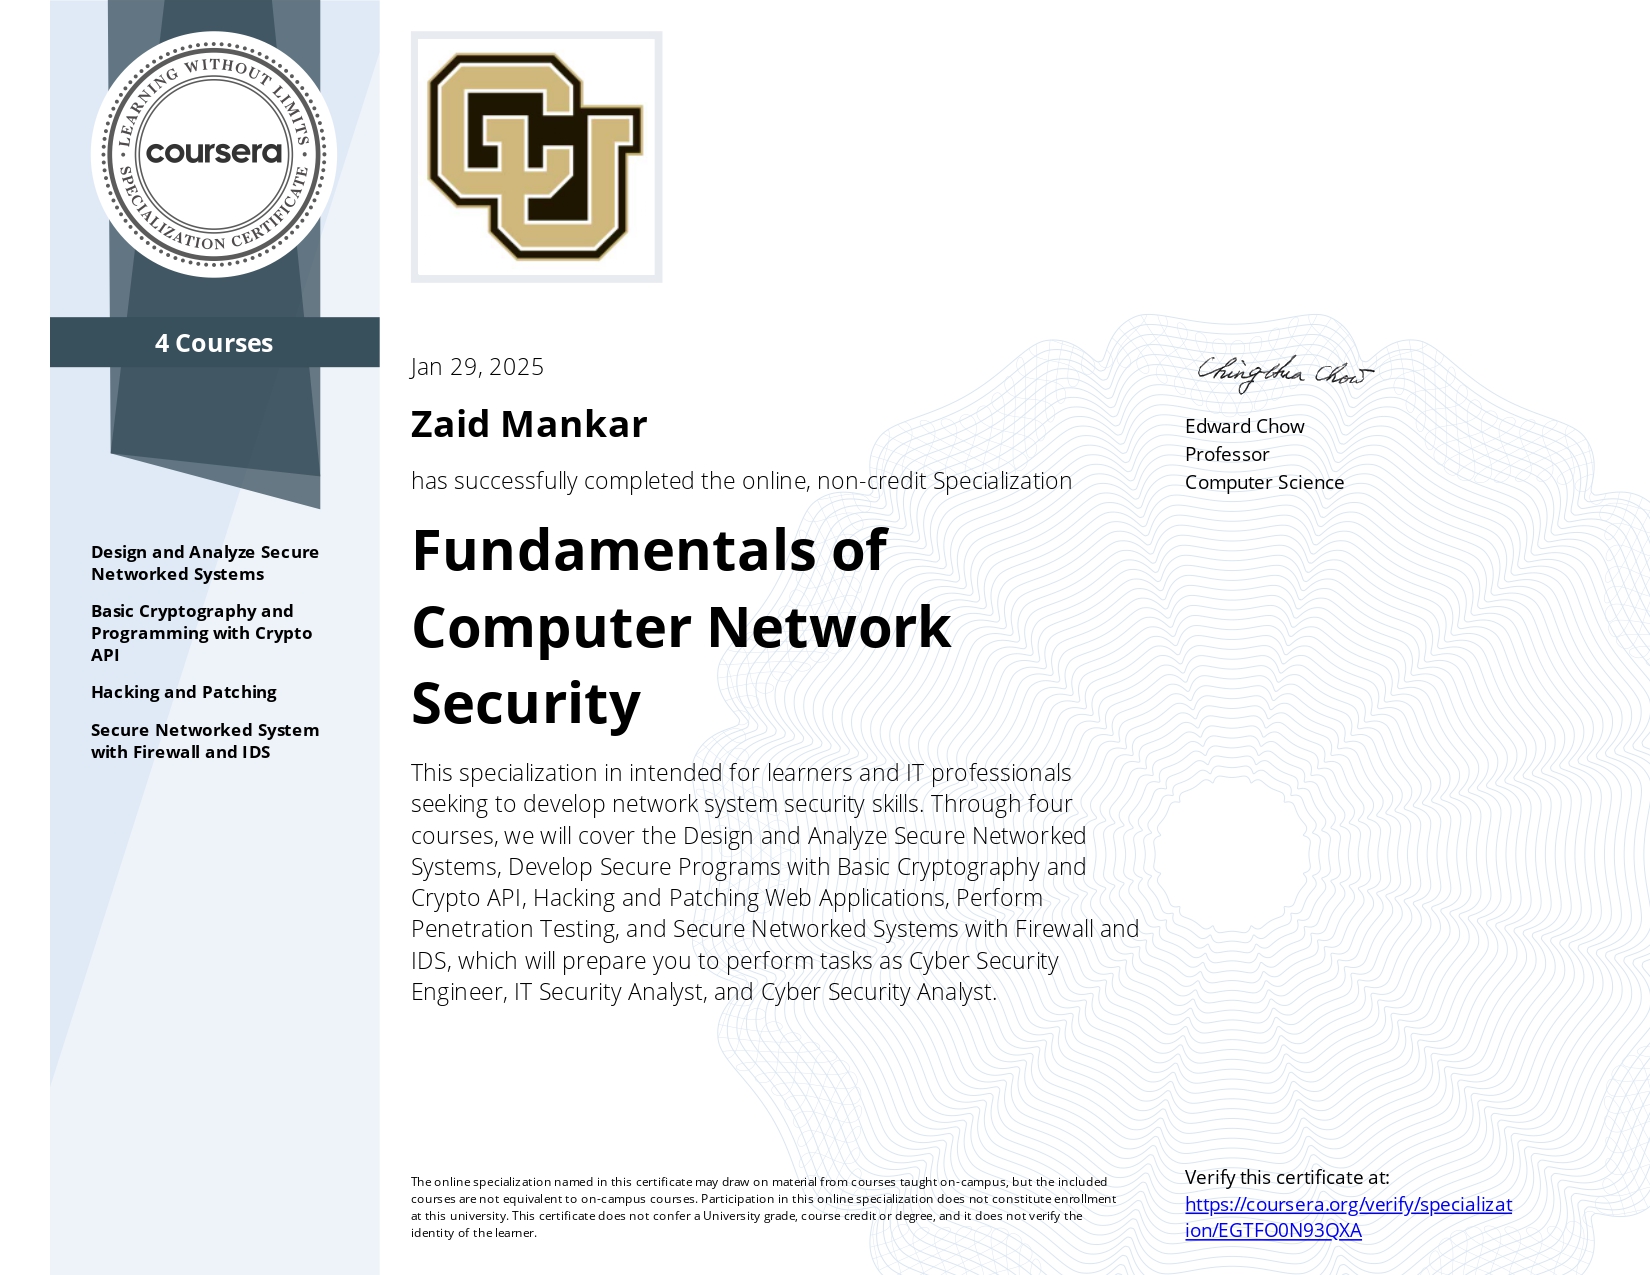 LEARNING WITHOUT LIMITS
coursera
SPECIALIZATION CERTIFICATE
4 Courses
Design and Analyze Secure
Networked Systems
Basic Cryptography and
Programming with Crypto
API
Hacking and Patching
Secure Networked System
with Firewall and IDS
CU
Jan 29, 2025
Zaid Mankar
has successfully completed the online, non-credit Specialization
Fundamentals of
Computer Network
Security
This specialization in intended for learners and IT professionals
seeking to develop network system security skills. Through four
courses, we will cover the Design and Analyze Secure Networked
Systems, Develop Secure Programs with Basic Cryptography and
Crypto API, Hacking and Patching Web Applications, Perform
Penetration Testing, and Secure Networked Systems with Firewall and
IDS, which will prepare you to perform tasks as Cyber Security
Engineer, IT Security Analyst, and Cyber Security Analyst.
ChingHua Chow
Edward Chow
Professor
Computer Science
The online specialization named in this certificate may draw on material from courses taught on-campus, but the included
courses are not equivalent to on-campus courses. Participation in this online specialization does not constitute enrollment
at this university. This certificate does not confer a University grade, course credit or degree, and it does not verify the
identity of the learner.
Verify this certificate at:
https://coursera.org/verify/specializat
ion/EGTFO0N93QXA